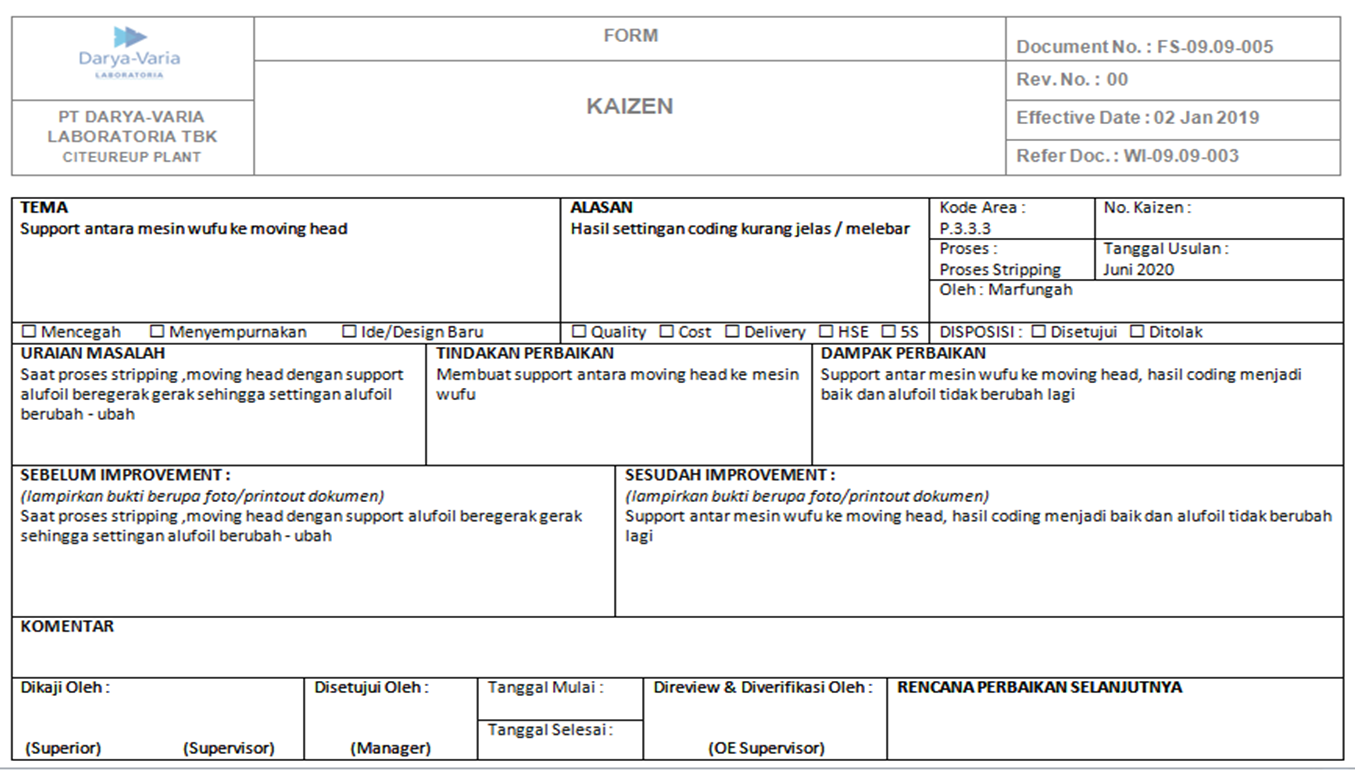 Darya-Varia
LABORATORIA
PT DARYA-VARIA
LABORATORIA TBK
CITEUREUP PLANT
FORM
KAIZEN
Document No. : FS-09.09-005
Rev. No. : 00
Effective Date : 02 Jan 2019
Refer Doc. : WI-09.09-003
TEMA
Support antara mesin wufu ke moving head
☐ Mencegah ☐ Menyempurnakan ☐ Ide/Design Baru
ALASAN
Hasil settingan coding kurang jelas / melebar
☐ Quality ☐ Cost ☐ Delivery ☐ HSE ☐ 5S
Kode Area :
P.3.3.3
No. Kaizen :
Proses :
Proses Stripping
Tanggal Usulan :
Juni 2020
Oleh : Marfungah
DISPOSISI : ☐ Disetujui ☐ Ditolak
URAIAN MASALAH
Saat proses stripping ,moving head dengan support
alufoil beregerak gerak sehingga settingan alufoil
berubah - ubah
TINDAKAN PERBAIKAN
Membuat support antara moving head ke mesin
wufu
DAMPAK PERBAIKAN
Support antar mesin wufu ke moving head, hasil coding menjadi
baik dan alufoil tidak berubah lagi
SEBELUM IMPROVEMENT :
(lampirkan bukti berupa foto/printout dokumen)
Saat proses stripping ,moving head dengan support alufoil beregerak gerak
sehingga settingan alufoil berubah - ubah
SESUDAH IMPROVEMENT :
(lampirkan bukti berupa foto/printout dokumen)
Support antar mesin wufu ke moving head, hasil coding menjadi baik dan alufoil tidak berubah
lagi
KOMENTAR
Dikaji Oleh :
(Superior) (Supervisor)
Disetujui Oleh :
(Manager)
Tanggal Mulai :
Tanggal Selesai :
Direview & Diverifikasi Oleh :
(OE Supervisor)
RENCANA PERBAIKAN SELANJUTNYA